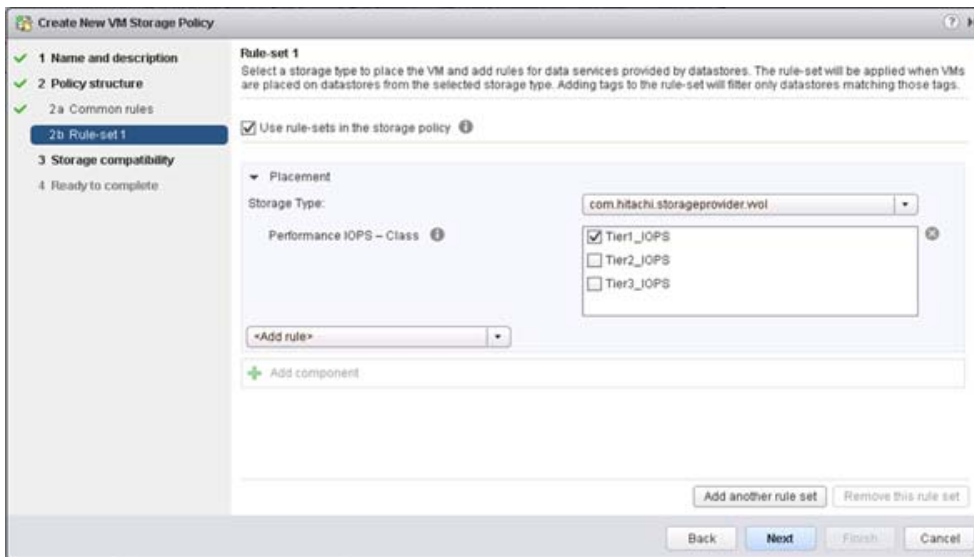 Create New VM Storage Policy
1 Name and description
2 Policy structure
2a Common rules
2b Rule-set 1
3 Storage compatibility
4 Ready to complete
Rule-set 1
Select a storage type to place the VM and add rules for data services provided by datastores. The rule-set will be applied when VMs
are placed on datastores from the selected storage type. Adding tags to the rule-set will filter only datastores matching those tags.
Use rule-sets in the storage policy
Placement
Storage Type:
com.hitachi.storageprovider.vvol
Performance IOPS – Class
Tier1_IOPS
Tier2_IOPS
Tier3_IOPS
<Add rule>
Add component
Add another rule set
Remove this rule set
Back
Next
Finish
Cancel